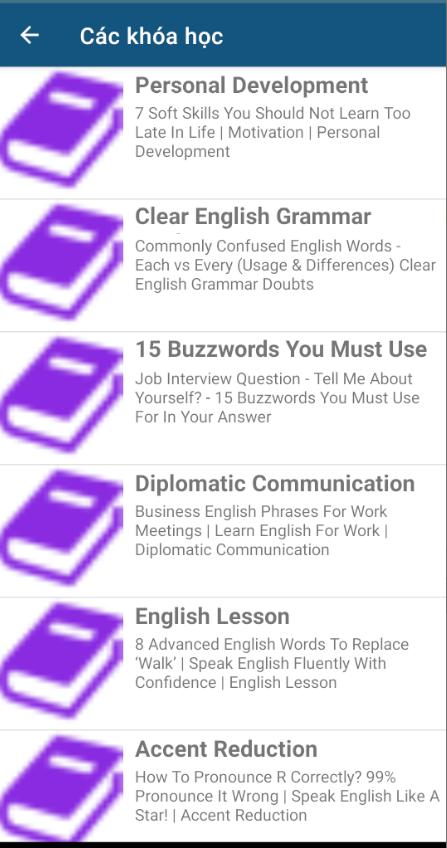 Các khóa học
Personal Development
7 Soft Skills You Should Not Learn Too
Late In Life | Motivation | Personal
Development
Clear English Grammar
Commonly Confused English Words -
Each vs Every (Usage & Differences) Clear
English Grammar Doubts
15 Buzzwords You Must Use
Job Interview Question - Tell Me About
Yourself? - 15 Buzzwords You Must Use
For In Your Answer
Diplomatic Communication
Business English Phrases For Work
Meetings | Learn English For Work |
Diplomatic Communication
English Lesson
8 Advanced English Words To Replace
‘Walk’ | Speak English Fluently With
Confidence | English Lesson
Accent Reduction
How To Pronounce R Correctly? 99%
Pronounce It Wrong | Speak English Like A
Star! | Accent Reduction